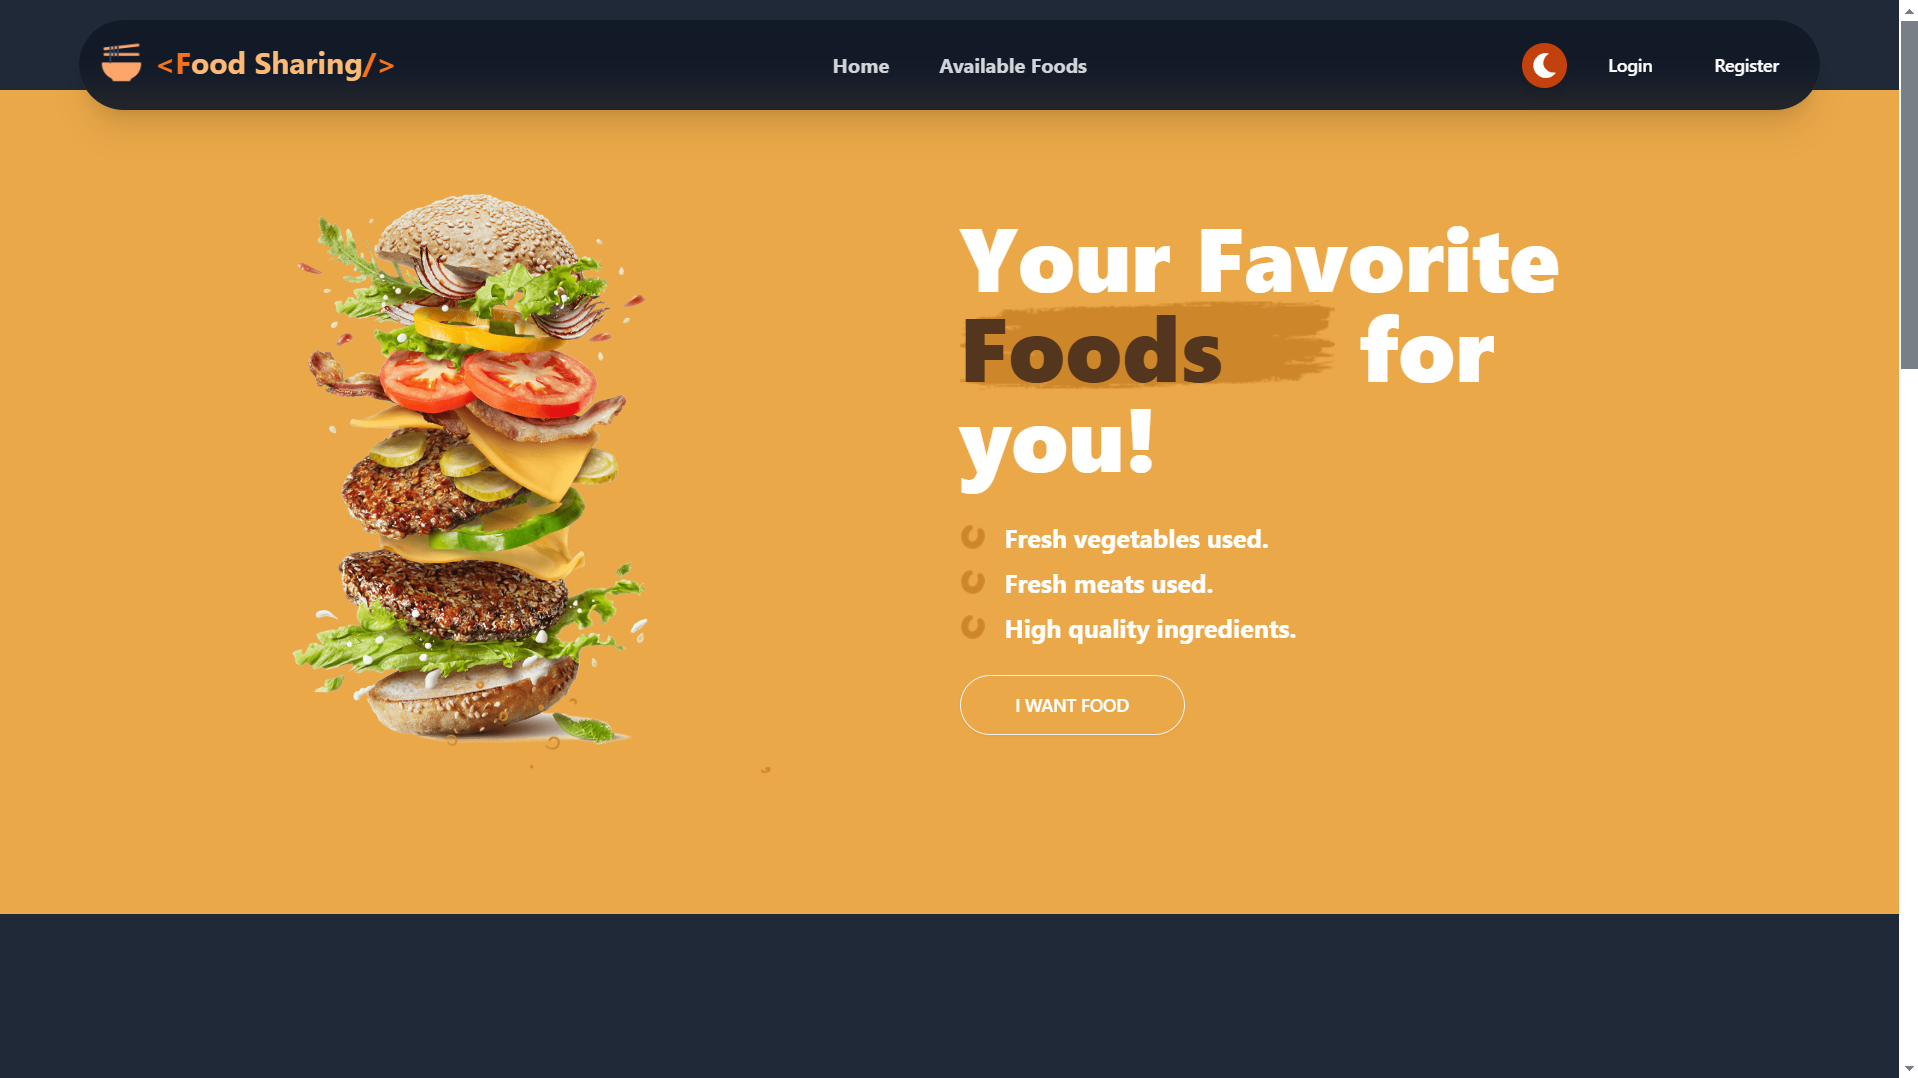 <Food Sharing/>
Home
Available Foods
Login
Register
Your Favorite
Foods for
you!
Fresh vegetables used.
Fresh meats used.
High quality ingredients.
I WANT FOOD